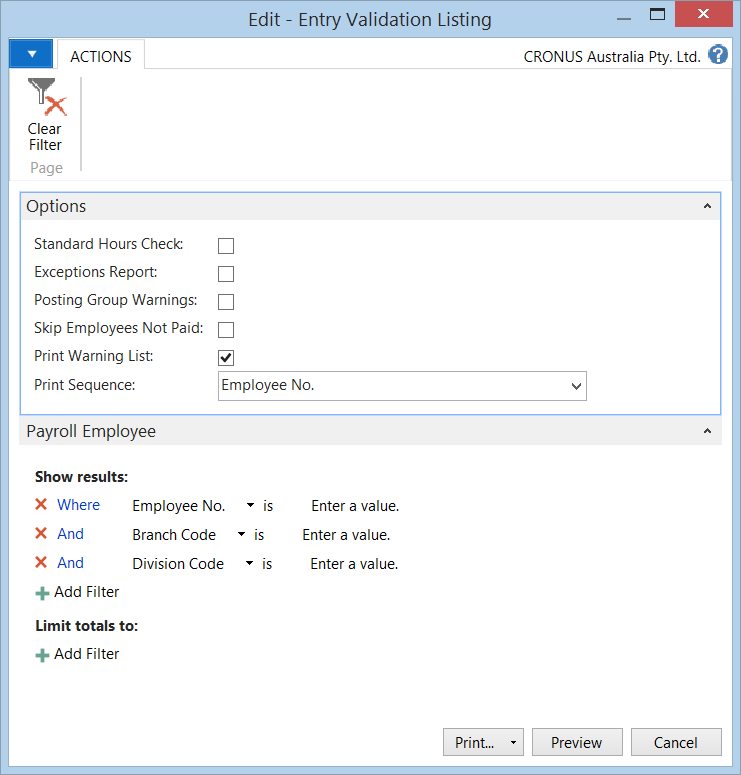 Edit - Entry Validation Listing
ACTIONS
CRONUS Australia Pty. Ltd.
?
Clear
Filter
Page
Options
Standard Hours Check:
Exceptions Report:
Posting Group Warnings:
Skip Employees Not Paid:
Print Warning List:
Print Sequence: Employee No.
Payroll Employee
Show results:
Where Employee No. is Enter a value.
And Branch Code is Enter a value.
And Division Code is Enter a value.
Add Filter
Limit totals to:
Add Filter
Print... Preview Cancel